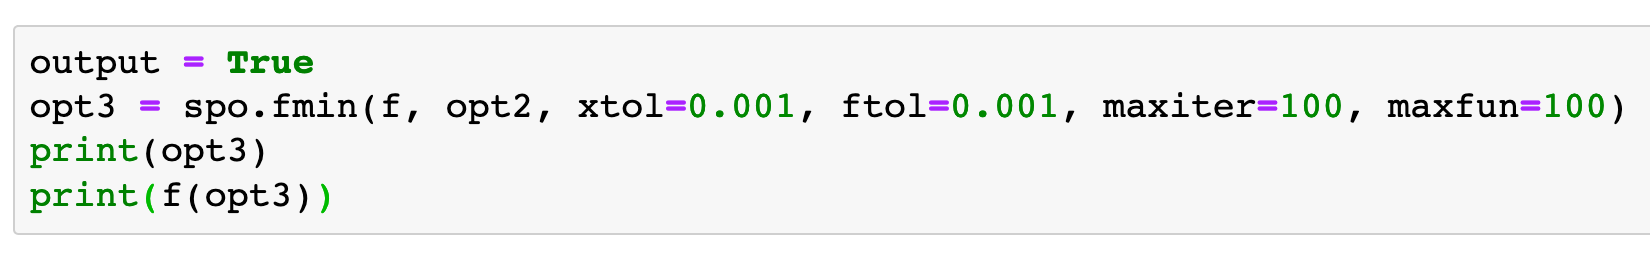 output = True
opt3 = spo.fmin(f, opt2, xtol=0.001, ftol=0.001, maxiter=100, maxfun=100)
print(opt3)
print(f(opt3))